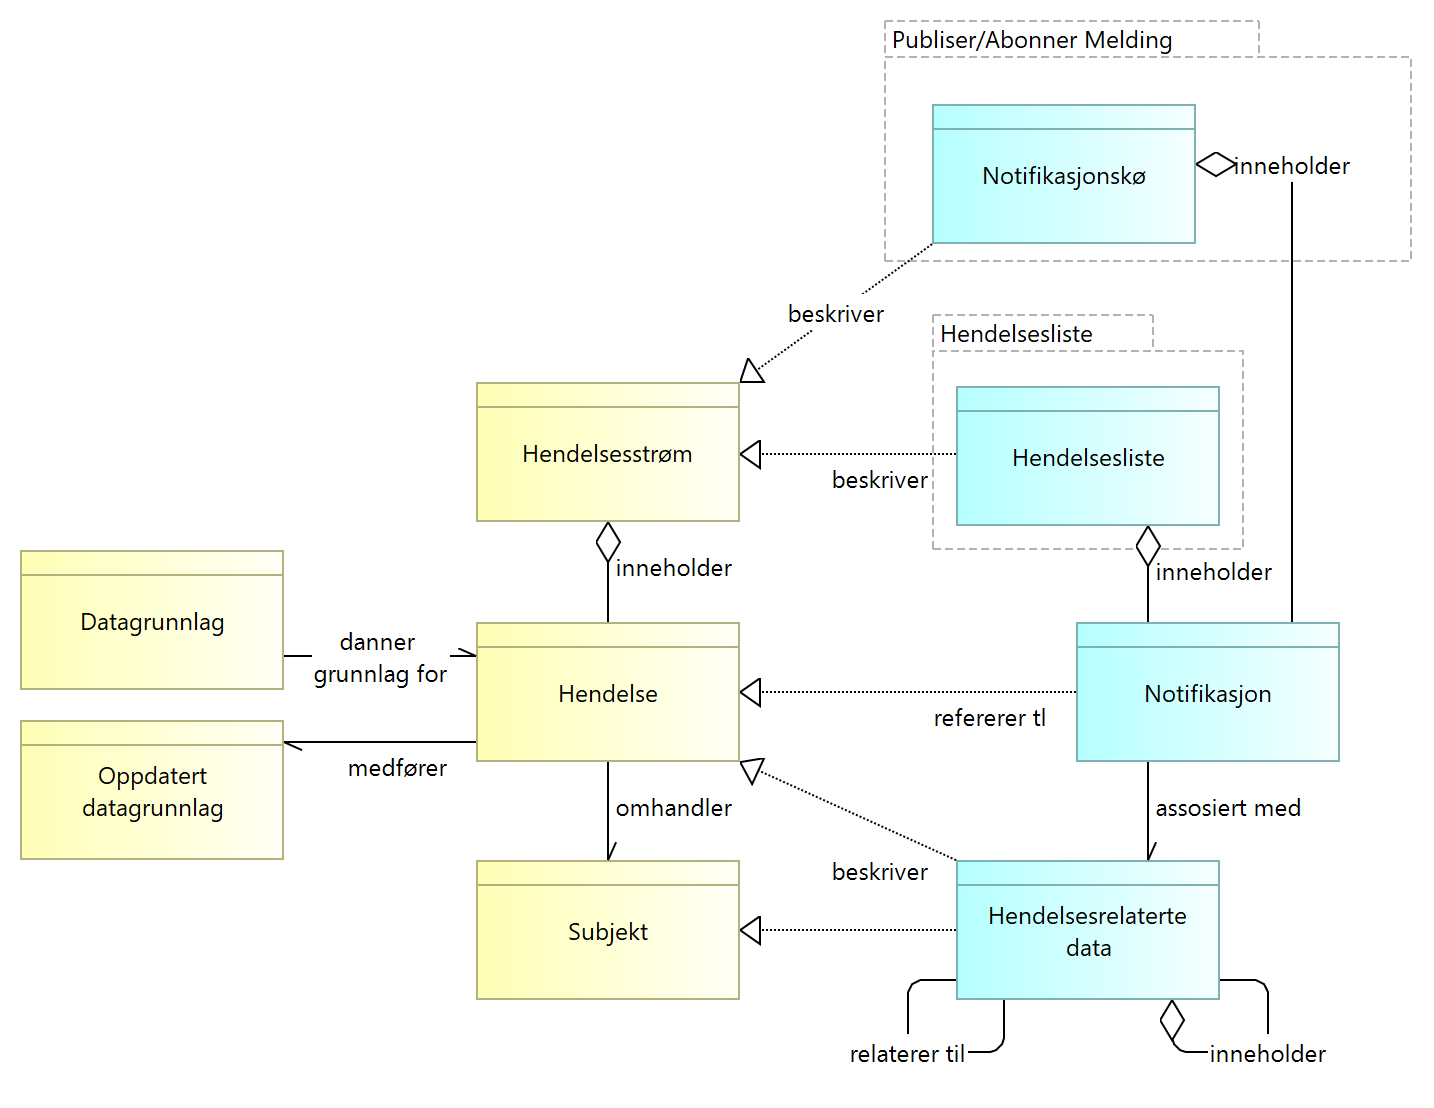 Publiser/Abonner Melding
Notifikasjonskø
inneholder
beskriver
Hendelsesliste
Hendelsesstrøm
Hendelsesliste
beskriver
inneholder
inneholder
Datagrunnlag
danner
grunnlag for
Hendelse
refererer tl
Notifikasjon
Oppdatert
datagrunnlag
medfører
omhandler
assosiert med
beskriver
Subjekt
Hendelsesrelaterte
data
relaterer til
inneholder